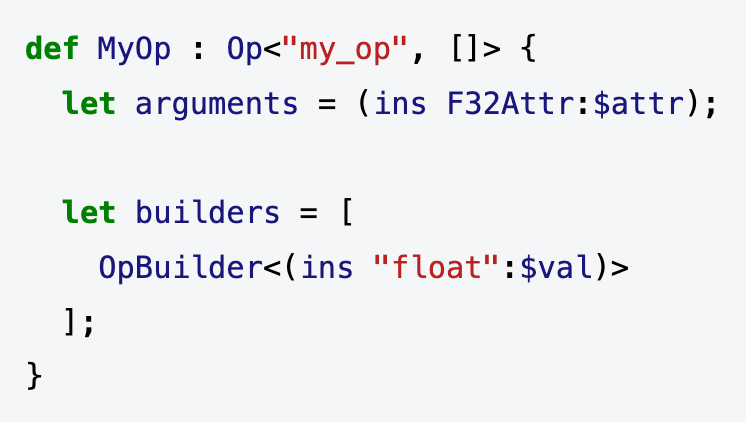 def MyOp : Op<"my_op", []> {
  let arguments = (ins F32Attr:$attr);

  let builders = [
    OpBuilder<(ins "float":$val)>
  ];
}